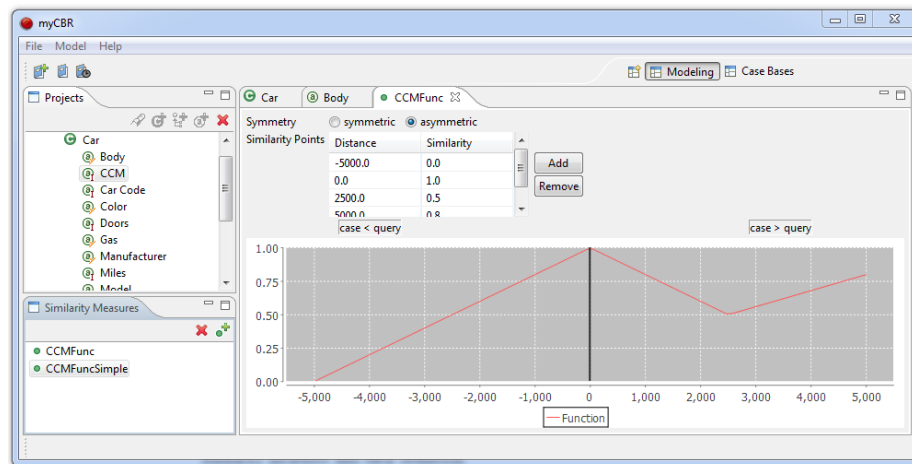 myCBR
File Model Help
Modeling Case Bases
Projects
Car
Body
CCM
Car Code
Color
Doors
Gas
Manufacturer
Miles
Model
Similarity Measures
CCMFunc
CCMFuncSimple
Car Body CCMFunc
Symmetry symmetric asymmetric
Similarity Points Distance Similarity
-5000.0 0.0
0.0 1.0
2500.0 0.5
5000.0 0.8
Add
Remove
case < query case > query
1.00
0.75
0.50
0.25
0.00
-5,000 -4,000 -3,000 -2,000 -1,000 0 1,000 2,000 3,000 4,000 5,000
Function